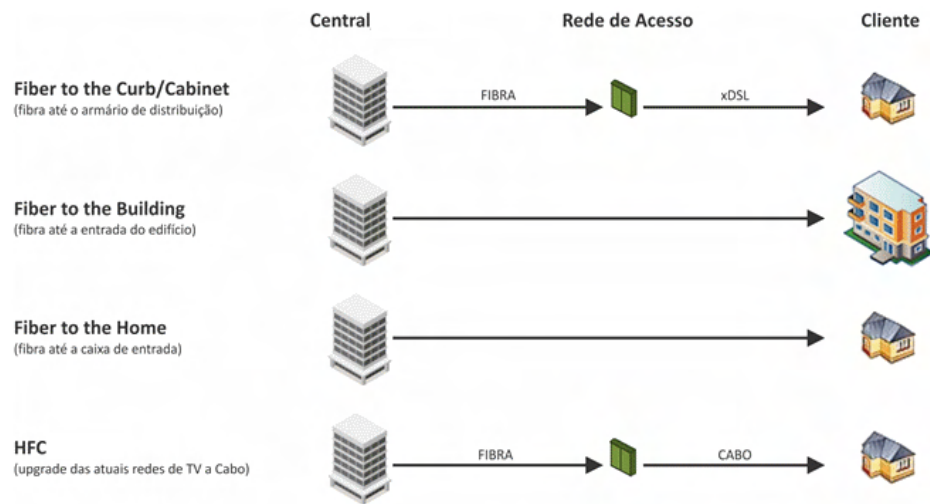 Central
Rede de Acesso
Cliente
Fiber to the Curb/Cabinet
(fibra até o armário de distribuição)
FIBRA
xDSL
Fiber to the Building
(fibra até a entrada do edifício)
Fiber to the Home
(fibra até a caixa de entrada)
HFC
(upgrade das atuais redes de TV a Cabo)
FIBRA
CABO